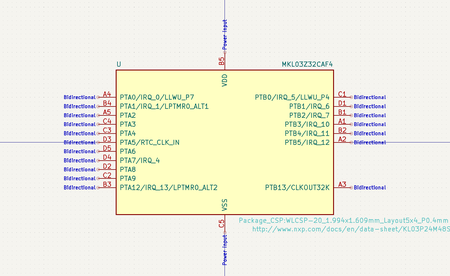 Power Input
B5
U
MKL03Z32CAF4
VDD
Bidirectional A4 PTA0/IRQ_0/LLWU_P7 PTB0/IRQ_5/LLWU_P4 C1 Bidirectional
Bidirectional B4 PTA1/IRQ_1/LPTMR0_ALT1 PTB1/IRQ_6 D1 Bidirectional
Bidirectional A5 PTA2 PTB2/IRQ_7 B1 Bidirectional
Bidirectional C4 PTA3 PTB3/IRQ_10 A1 Bidirectional
Bidirectional C3 PTA4 PTB4/IRQ_11 B2 Bidirectional
Bidirectional D3 PTA5/RTC_CLK_IN PTB5/IRQ_12 A2 Bidirectional
Bidirectional D5 PTA6
Bidirectional D4 PTA7/IRQ_4
Bidirectional D2 PTA8
Bidirectional C2 PTA9
Bidirectional B3 PTA12/IRQ_13/LPTMR0_ALT2 PTB13/CLKOUT32K A3 Bidirectional
VSS
C5
Power Input
Package_CSP:WLCSP-20_1.994x1.609mm_Layout5x4_P0.4mm
http://www.nxp.com/docs/en/data-sheet/KL03P24M48S